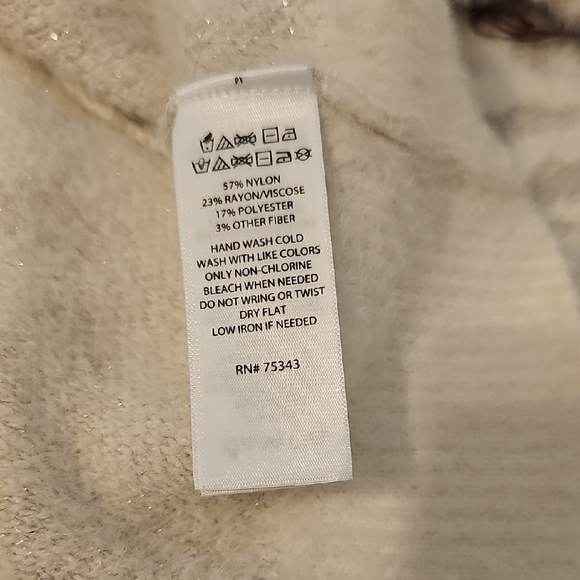 57% NYLON
23% RAYON/VISCOSE
17% POLYESTER
3% OTHER FIBER
HAND WASH COLD
WASH WITH LIKE COLORS
ONLY NON-CHLORINE
BLEACH WHEN NEEDED
DO NOT WRING OR TWIST
DRY FLAT
LOW IRON IF NEEDED
RN# 75343